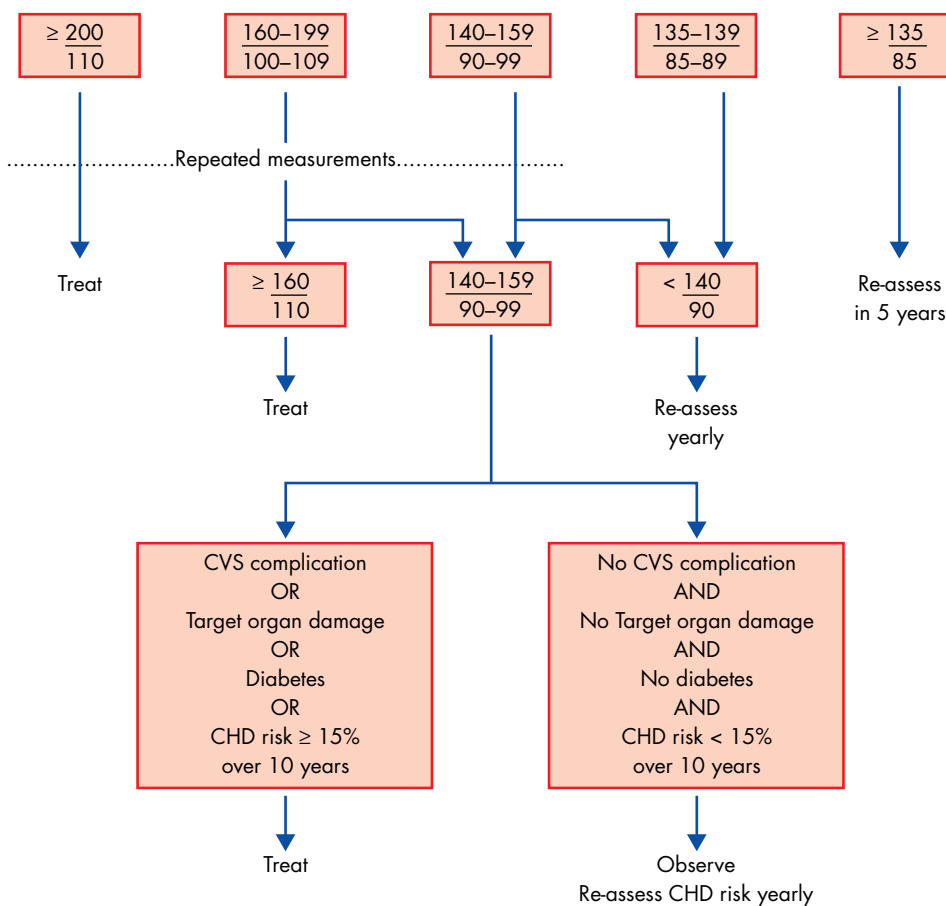 ≥ 200
110
160–199
100–109
140–159
90–99
135–139
85–89
≥ 135
85
Repeated measurements
Treat
≥ 160
110
140–159
90–99
< 140
90
Re-assess
in 5 years
Treat
Re-assess
yearly
CVS complication
OR
Target organ damage
OR
Diabetes
OR
CHD risk ≥ 15%
over 10 years
No CVS complication
AND
No Target organ damage
AND
No diabetes
AND
CHD risk < 15%
over 10 years
Treat
Observe
Re-assess CHD risk yearly